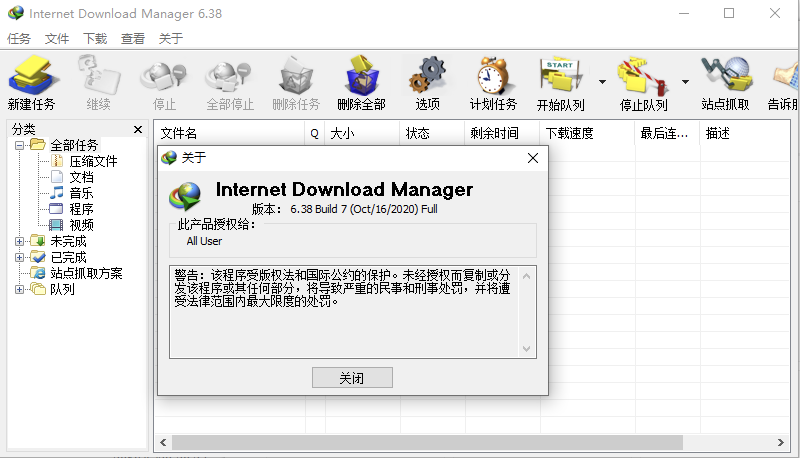 Internet Download Manager 6.38
任务 文件 下载 查看 关于
新建任务 继续 停止 全部停止 删除任务 删除全部 选项 计划任务 START 开始队列 停止队列 站点抓取 告诉朋
分类
文件名 Q 大小 状态 剩余时间 下载速度 最后连... 描述
全部任务
压缩文件
文档
音乐
程序
视频
未完成
已完成
站点抓取方案
队列
关于
Internet Download Manager
版本： 6.38 Build 7 (Oct/16/2020) Full
此产品授权给：
All User
警告：该程序受版权法和国际公约的保护。未经授权而复制或分
发该程序或其任何部分，将导致严重的民事和刑事处罚，并将遭
受法律范围内最大限度的处罚。
关闭